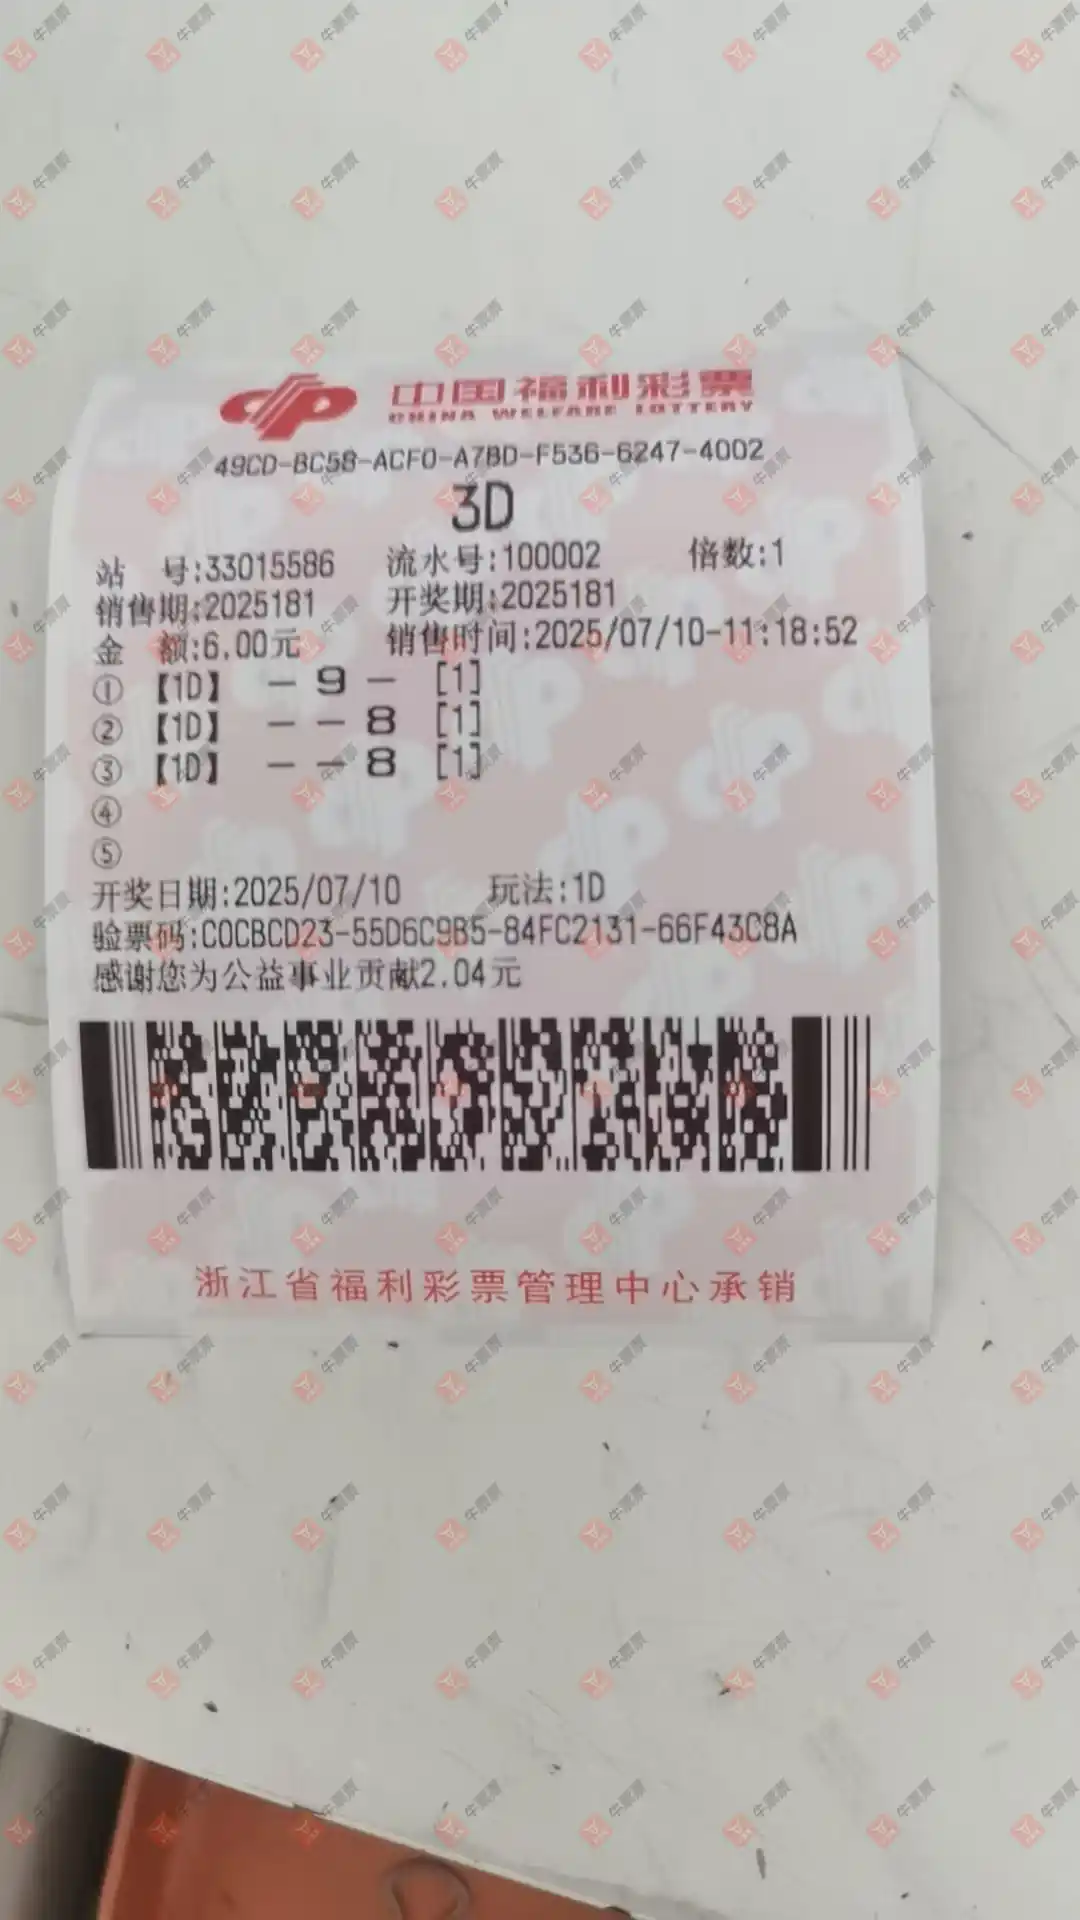 中国福利彩票
CHINA WELFARE LOTTERY
49CD-BC58-ACF0-A7BD-F536-6247-4002
3D
站 号:33015586 流水号:100002 倍数:1
销售期:2025181 开奖期:2025181
金 额:6.00元 销售时间:2025/07/10-11:18:52
① 【1D】 - 9 - [1]
② 【1D】 - - 8 [1]
③ 【1D】 - - 8 [1]
④
⑤
开奖日期:2025/07/10 玩法:1D
验票码:C0CBCD23-55D6C9B5-84FC2131-66F43C8A
感谢您为公益事业贡献2.04元
浙江省福利彩票管理中心承销
牛票票